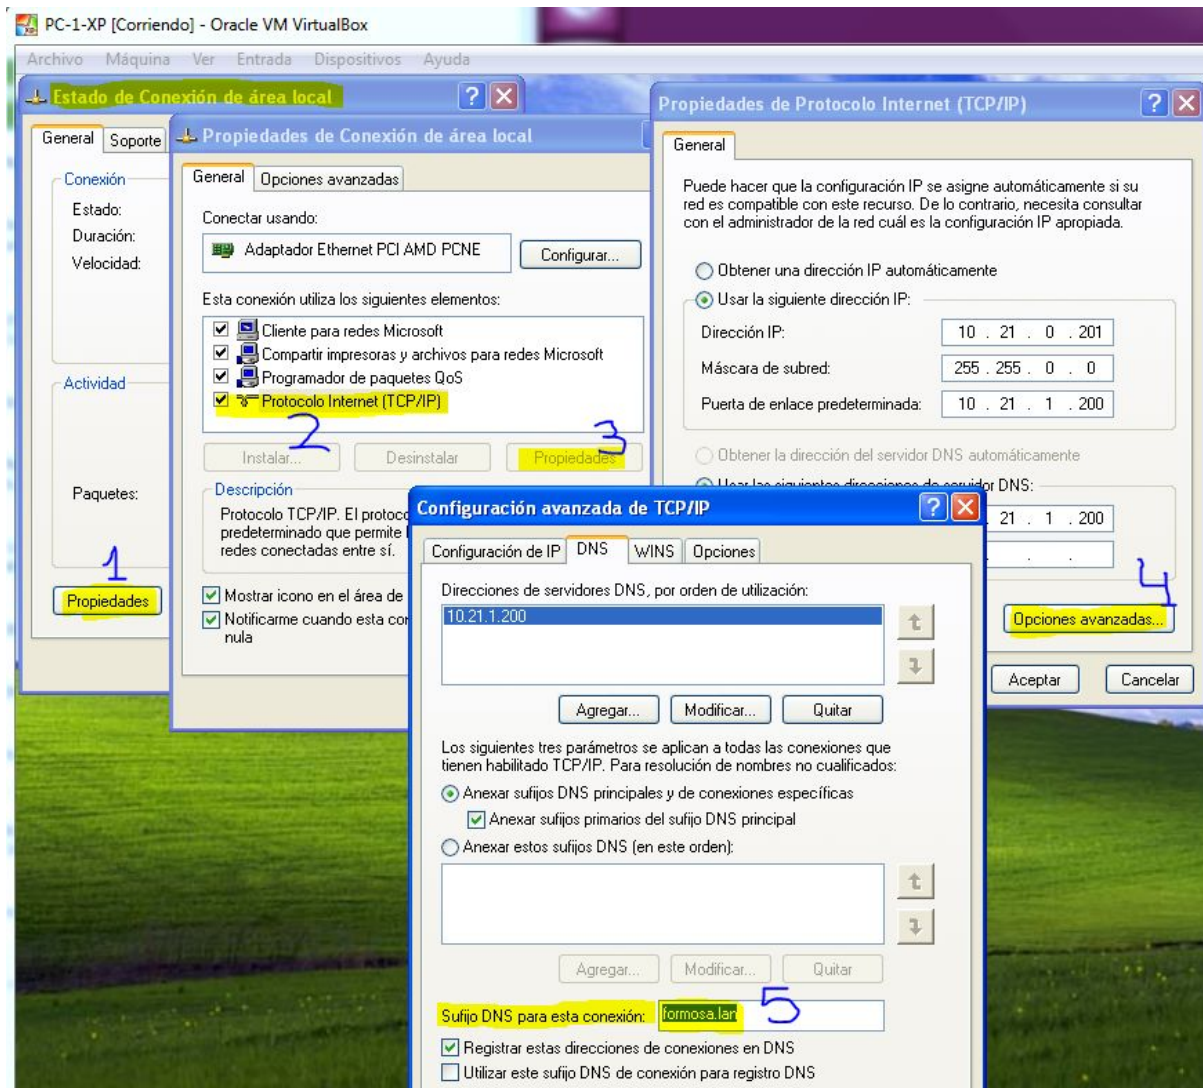 PC-1-XP [Corriendo] - Oracle VM VirtualBox
Archivo Máquina Ver Entrada Dispositivos Ayuda
Estado de Conexión de área local
General Soporte
Conexión
Estado:
Duración:
Velocidad:
Actividad
Paquetes:
1
Propiedades
Propiedades de Conexión de área local
General Opciones avanzadas
Conectar usando:
Adaptador Ethernet PCI AMD PCNE
Configurar...
Esta conexión utiliza los siguientes elementos:
Cliente para redes Microsoft
Compartir impresoras y archivos para redes Microsoft
Programador de paquetes QoS
Protocolo Internet (TCP/IP)
2
3
Instalar... Desinstalar Propiedades
Descripción
Protocolo TCP/IP. El
predeterminado que permite
redes conectadas entre sí.
Mostrar icono en el área de
Notificarme cuando esta
nula
Propiedades de Protocolo Internet (TCP/IP)
General
Puede hacer que la configuración IP se asigne automáticamente si su
red es compatible con este recurso. De lo contrario, necesita consultar
con el administrador de la red cuál es la configuración IP apropiada.
Obtener una dirección IP automáticamente
Usar la siguiente dirección IP:
Dirección IP: 10 . 21 . 0 . 201
Máscara de subred: 255 . 255 . 0 . 0
Puerta de enlace predeterminada: 10 . 21 . 1 . 200
Obtener la dirección del servidor DNS automáticamente
Usar las siguientes direcciones de servidor DNS:
. 21 . 1 . 200
. . .
4
Opciones avanzadas...
Aceptar Cancelar
Configuración avanzada de TCP/IP
Configuración de IP DNS WINS Opciones
Direcciones de servidores DNS, por orden de utilización:
10.21.1.200
Agregar... Modificar... Quitar
Los siguientes tres parámetros se aplican a todas las conexiones que
tienen habilitado TCP/IP. Para resolución de nombres no cualificados:
Anexar sufijos DNS principales y de conexiones específicas
Anexar sufijos primarios del sufijo DNS principal
Anexar estos sufijos DNS (en este orden):
Agregar... Modificar... Quitar
Sufijo DNS para esta conexión: formosa.lan 5
Registrar estas direcciones de conexiones en DNS
Utilizar este sufijo DNS de conexión para registro DNS